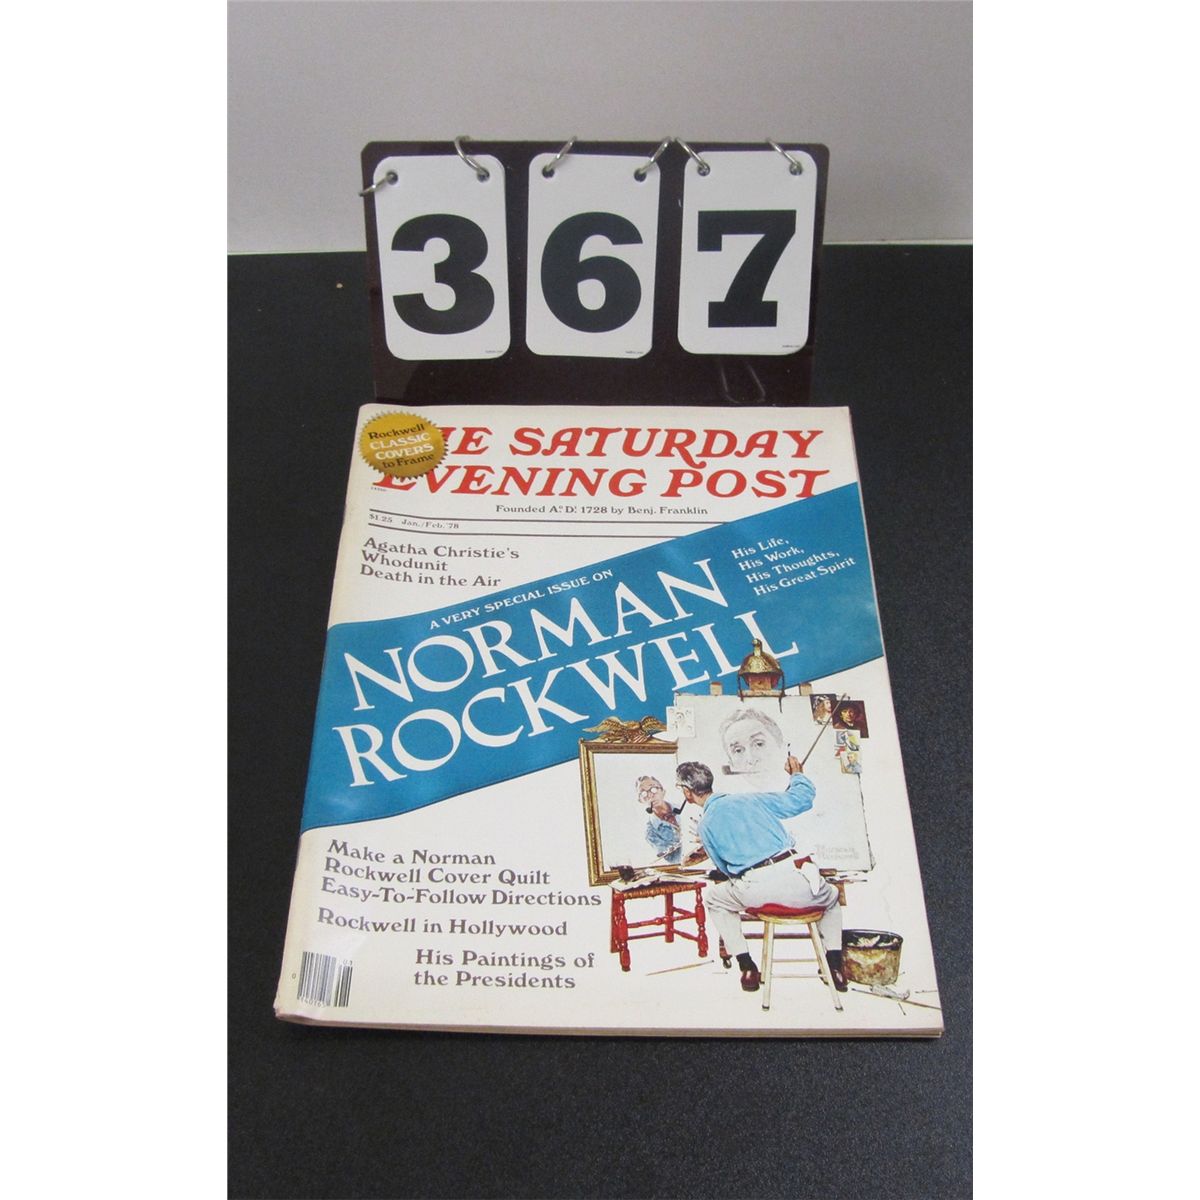 367
Rockwell
CLASSIC
COVERS
to Frame
THE SATURDAY
EVENING POST
Founded A.D. 1728 by Benj. Franklin
$1.25 Jan./Feb. '78
Agatha Christie's
Whodunit
Death in the Air
A VERY SPECIAL ISSUE ON
NORMAN
ROCKWELL
His Life,
His Work,
His Thoughts,
His Great Spirit
Make a Norman
Rockwell Cover Quilt
Easy-To-Follow Directions
Rockwell in Hollywood
His Paintings of
the Presidents
Norman
Rockwell